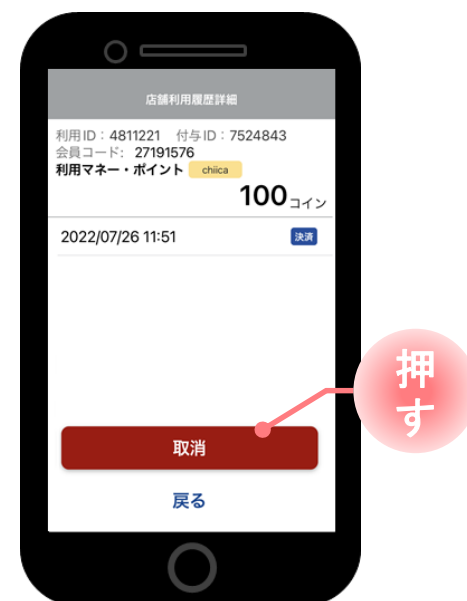 店舗利用履歴詳細
利用ID：4811221 付与ID：7524843
会員コード: 27191576
利用マネー・ポイント chiica
100コイン
2022/07/26 11:51 決済
押す
取消
戻る